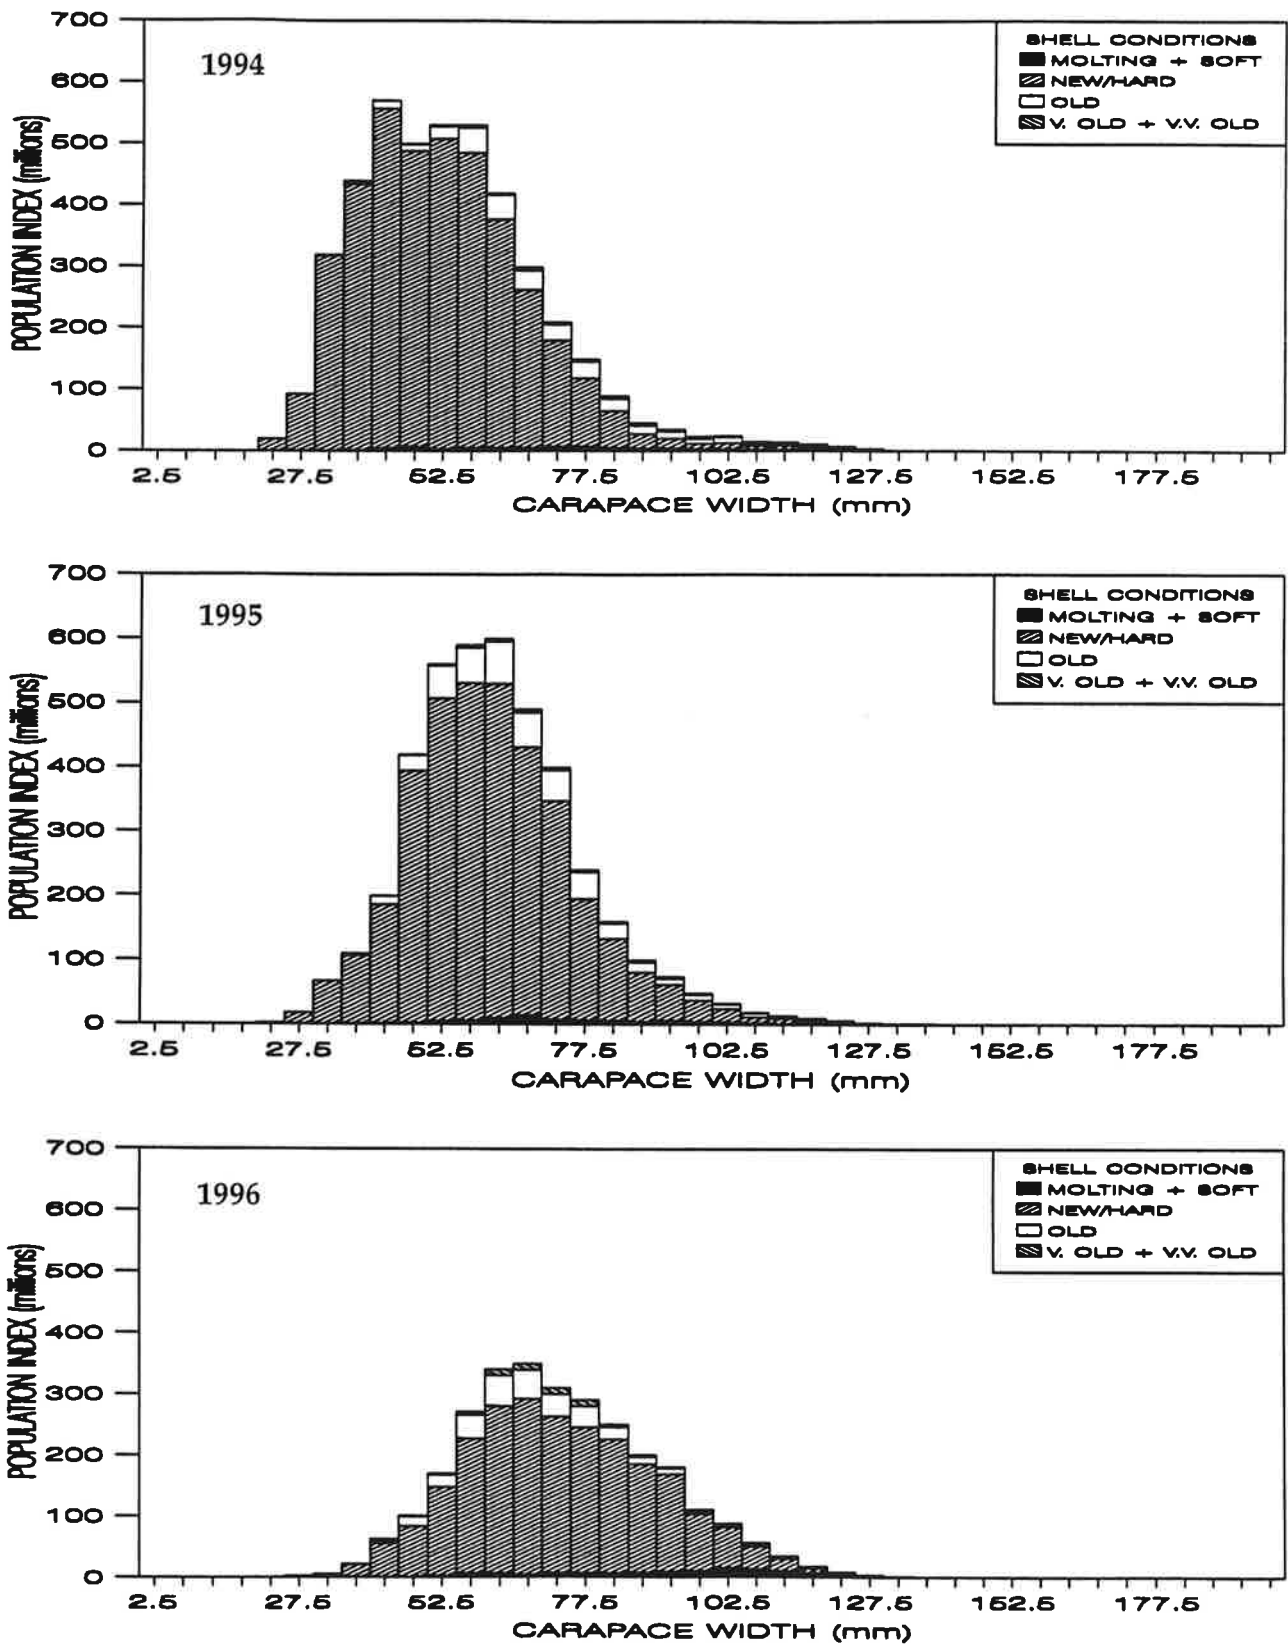 700
600
500
400
300
200
100
0
POPULATION INDEX (millions)
1994
SHELL CONDITIONS
MOLTING + SOFT
NEW/HARD
OLD
V. OLD + V.V. OLD
2.5 27.5 52.5 77.5 102.5 127.5 152.5 177.5
CARAPACE WIDTH (mm)
700
600
500
400
300
200
100
0
POPULATION INDEX (millions)
1995
SHELL CONDITIONS
MOLTING + SOFT
NEW/HARD
OLD
V. OLD + V.V. OLD
2.5 27.5 52.5 77.5 102.5 127.5 152.5 177.5
CARAPACE WIDTH (mm)
700
600
500
400
300
200
100
0
POPULATION INDEX (millions)
1996
SHELL CONDITIONS
MOLTING + SOFT
NEW/HARD
OLD
V. OLD + V.V. OLD
2.5 27.5 52.5 77.5 102.5 127.5 152.5 177.5
CARAPACE WIDTH (mm)